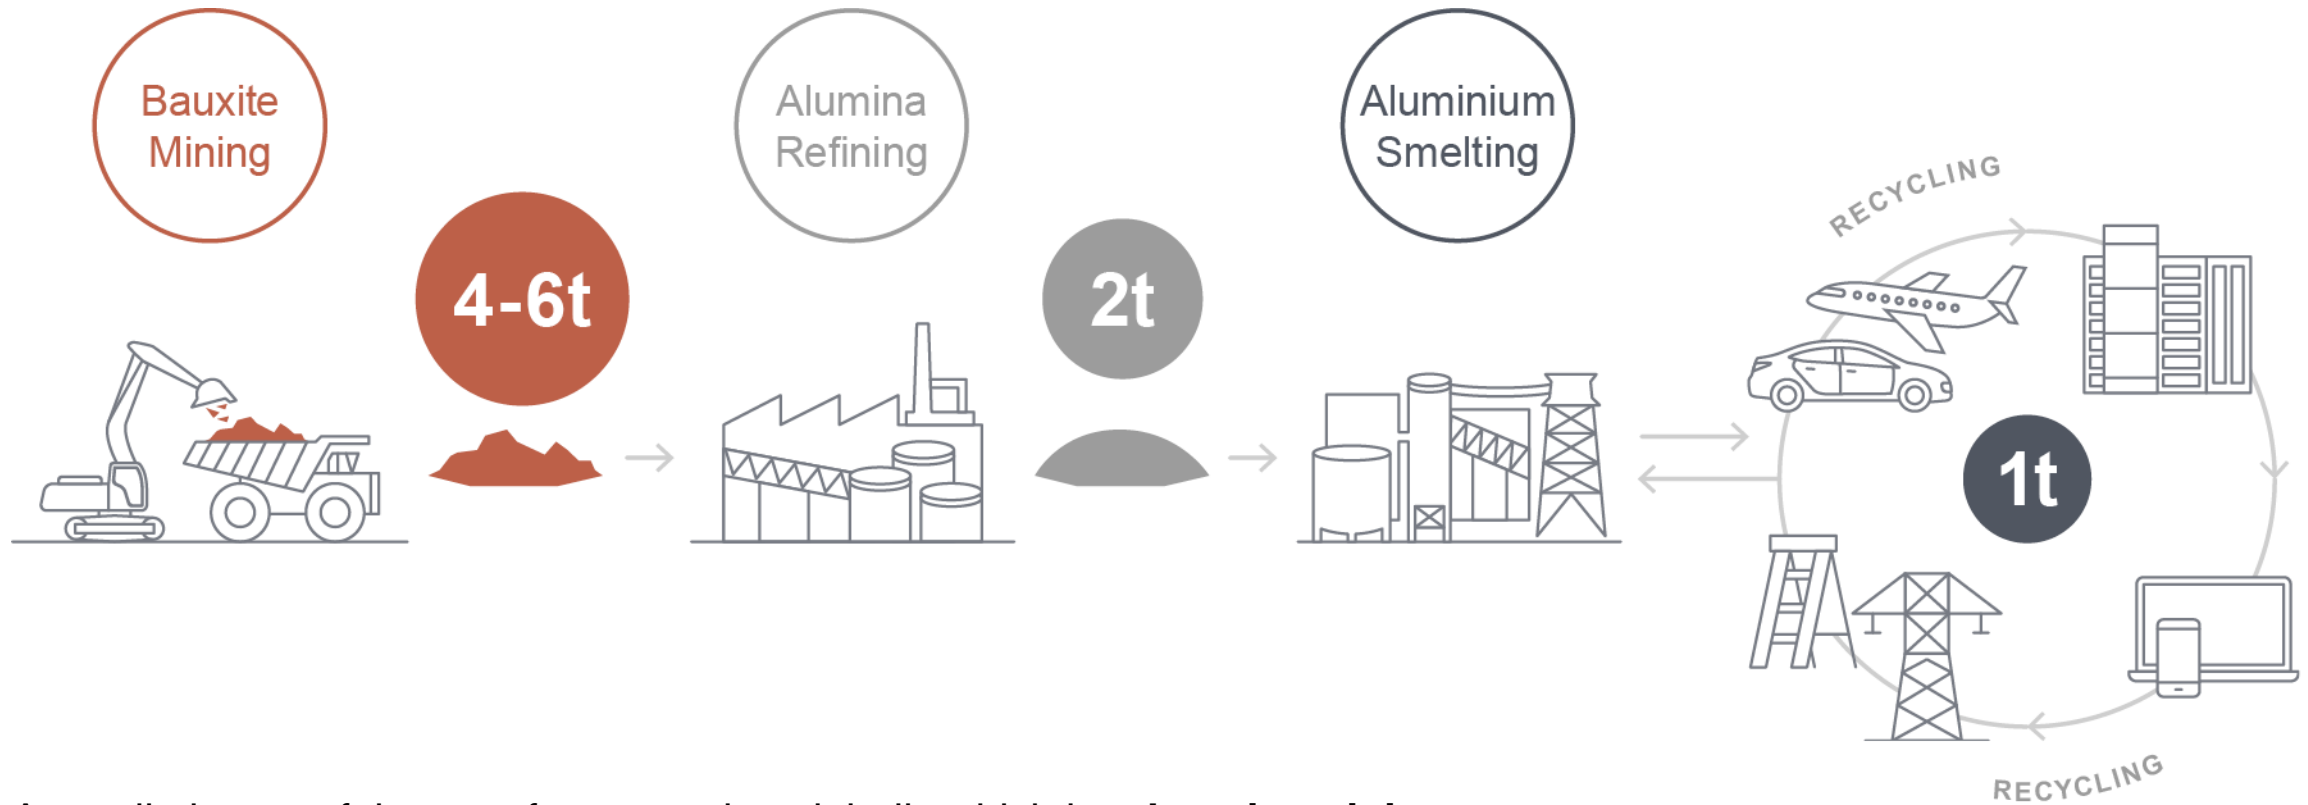 Bauxite
Mining
4-6t
Alumina
Refining
2t
Aluminium
Smelting
RECYCLING
1t
RECYCLING